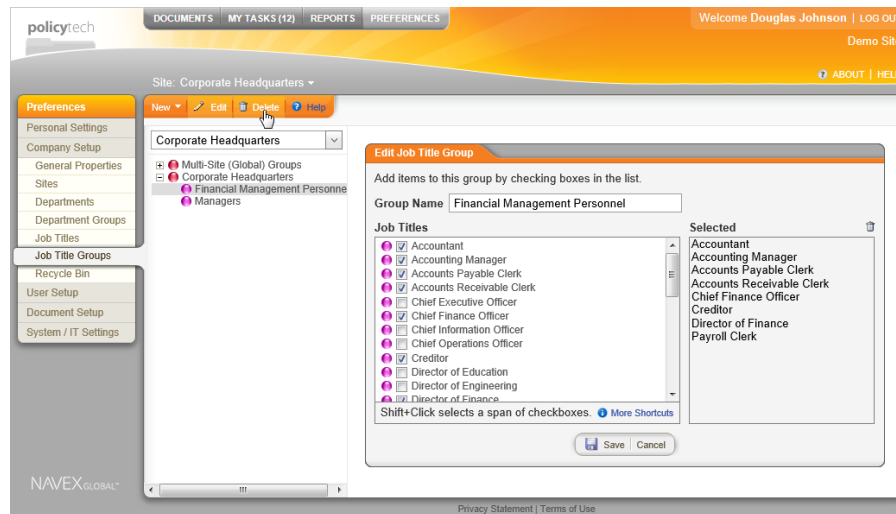 policytech
DOCUMENTS MY TASKS (12) REPORTS PREFERENCES
Welcome Douglas Johnson | LOG OU
Demo Sit
ABOUT | HEL
Site: Corporate Headquarters
Preferences
Personal Settings
Company Setup
General Properties
Sites
Departments
Department Groups
Job Titles
Job Title Groups
Recycle Bin
User Setup
Document Setup
System / IT Settings
NAVEX GLOBAL
New Edit Delete Help
Corporate Headquarters
Multi-Site (Global) Groups
Corporate Headquarters
Financial Management Personne
Managers
Edit Job Title Group
Add items to this group by checking boxes in the list.
Group Name Financial Management Personnel
Job Titles
Accountant
Accounting Manager
Accounts Payable Clerk
Accounts Receivable Clerk
Chief Executive Officer
Chief Finance Officer
Chief Information Officer
Chief Operations Officer
Creditor
Director of Education
Director of Engineering
Director of Finance
Shift+Click selects a span of checkboxes. More Shortcuts
Selected
Accountant
Accounting Manager
Accounts Payable Clerk
Accounts Receivable Clerk
Chief Finance Officer
Creditor
Director of Finance
Payroll Clerk
Save Cancel
Privacy Statement | Terms of Use